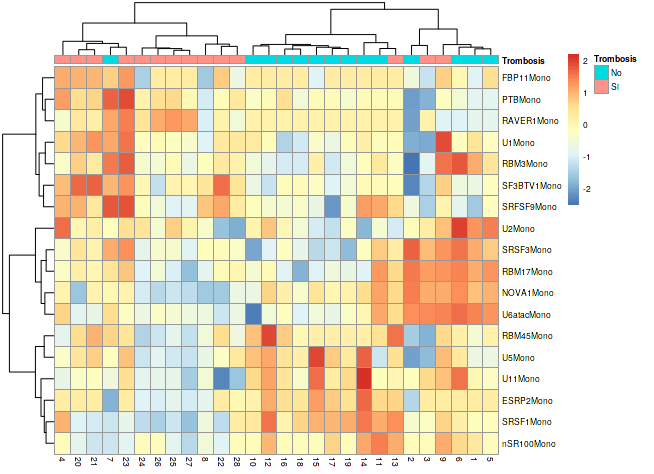 Trombosis
FBP11Mono
PTBMono
RAVER1Mono
U1Mono
RBM3Mono
SF3BTV1Mono
SRFSF9Mono
U2Mono
SRSF3Mono
RBM17Mono
NOVA1Mono
U6atacMono
RBM45Mono
U5Mono
U11Mono
ESRP2Mono
SRSF1Mono
nSR100Mono
4 20 21 7 23 24 26 25 27 8 22 28 10 12 16 18 15 17 19 14 11 13 2 3 9 6 1 5
2
1
0
-1
-2
Trombosis
No
SI